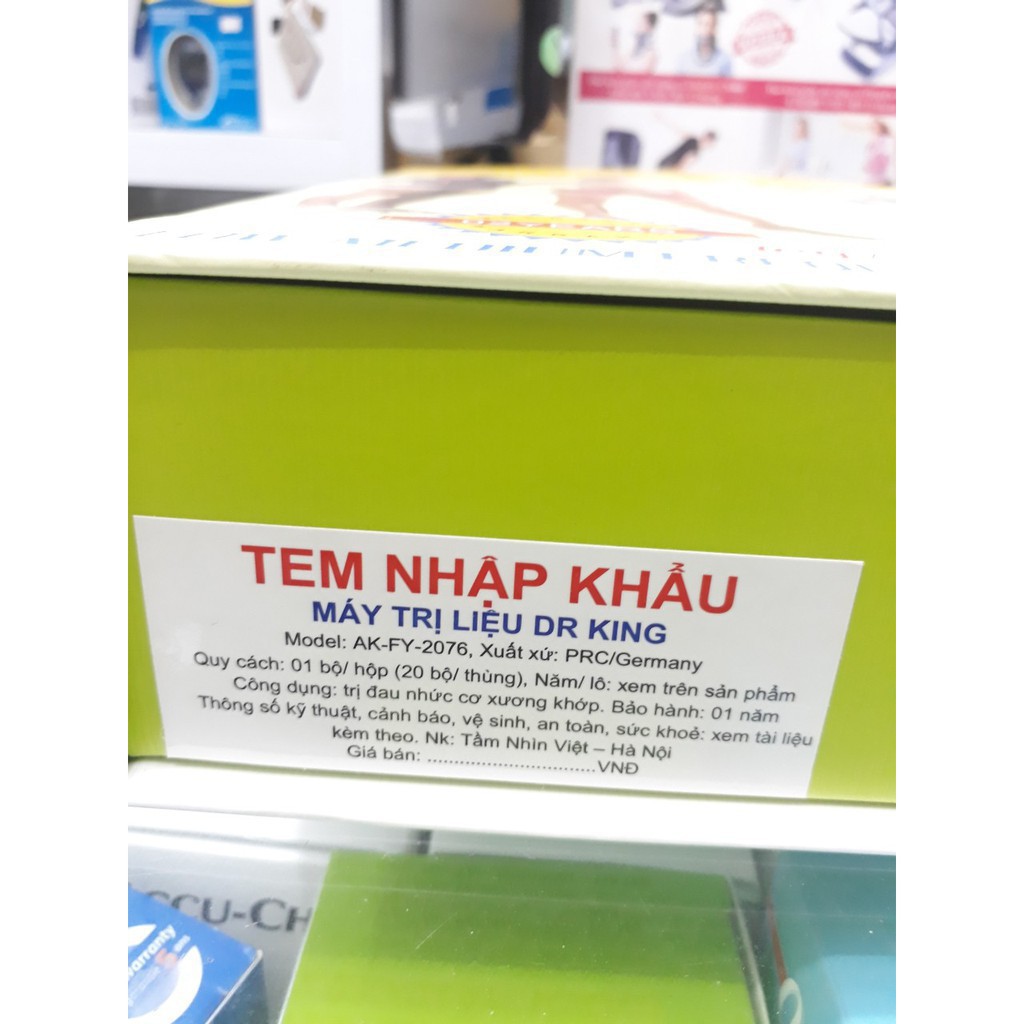 TEM NHẬP KHẨU
MÁY TRỊ LIỆU DR KING
Model: AK-FY-2076, Xuất xứ: PRC/Germany
Quy cách: 01 bộ/ hộp (20 bộ/ thùng), Năm/ lô: xem trên sản phẩm
Công dụng: trị đau nhức cơ xương khớp. Bảo hành: 01 năm
Thông số kỹ thuật, cảnh báo, vệ sinh, an toàn, sức khoẻ: xem tài liệu
kèm theo. Nk: Tầm Nhìn Việt – Hà Nội
Giá bán: ................................VNĐ
CCU-CH
warranty